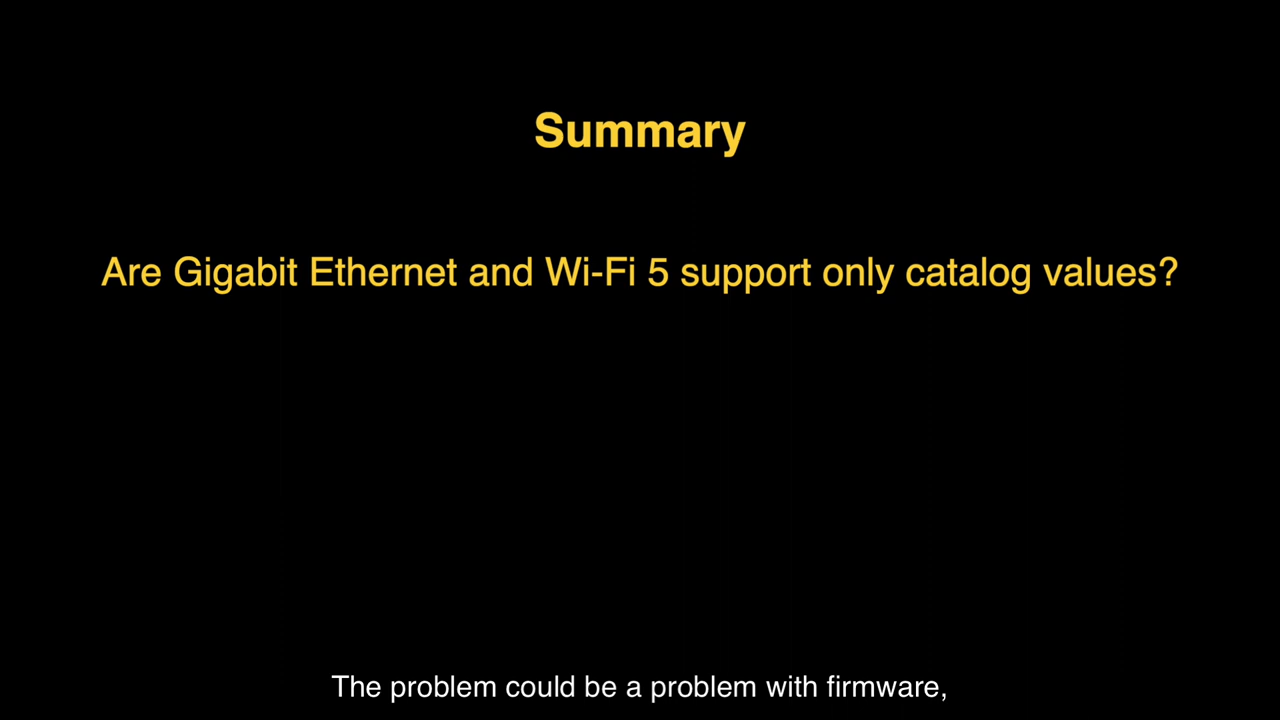 Summary
Are Gigabit Ethernet and Wi-Fi 5 support only catalog values?
The problem could be a problem with firmware,